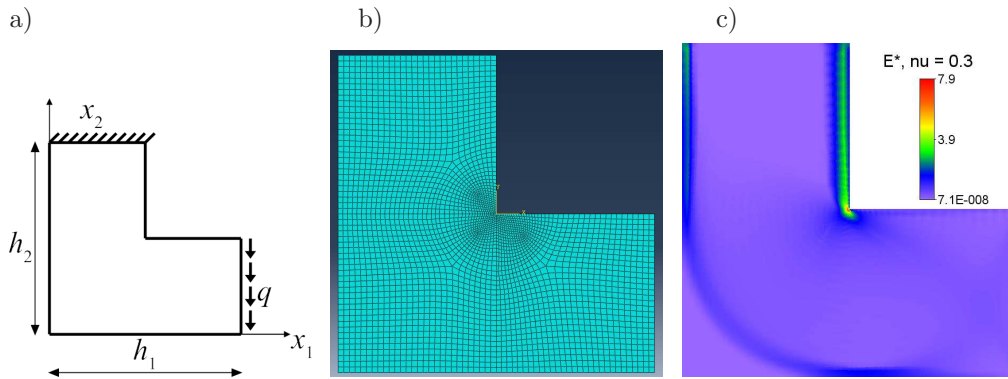 a)
b)
c)
x2
h2
q
x1
h1
Y
X
E*, nu = 0.3
7.9
3.9
7.1E-008